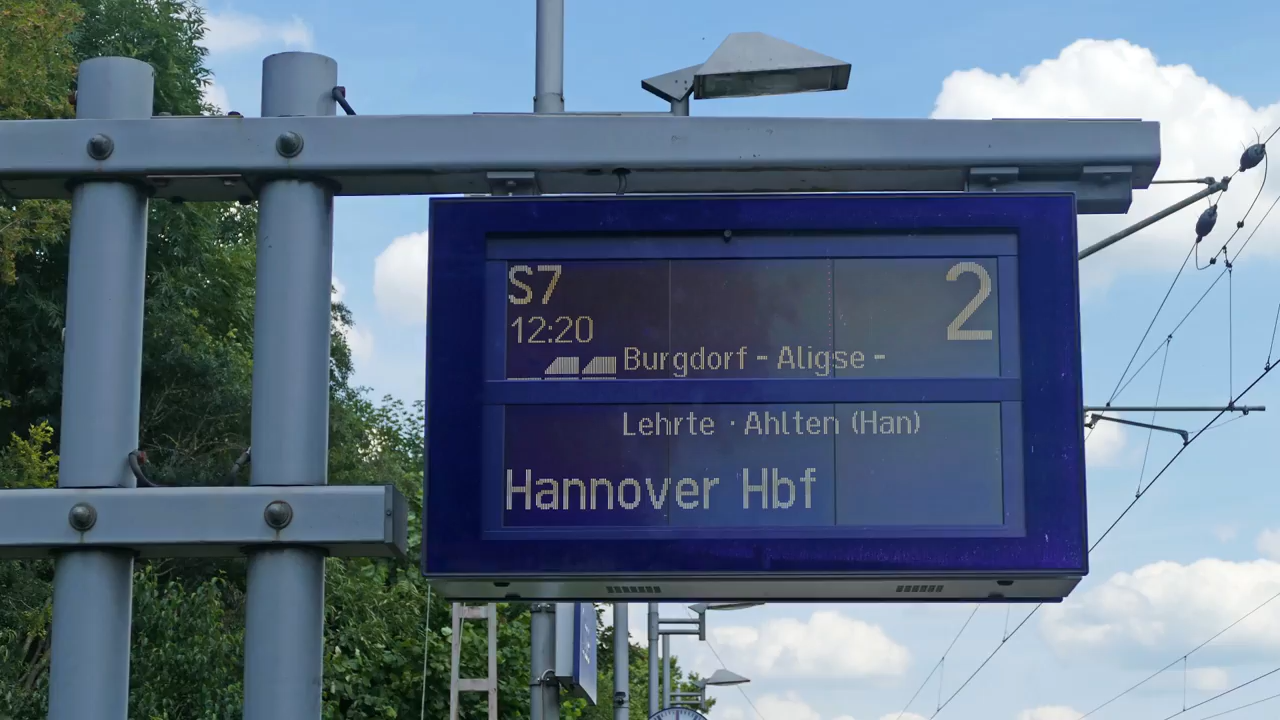 S7
2
12:20
Burgdorf - Aligse -
Lehrte · Ahlten (Han)
Hannover Hbf